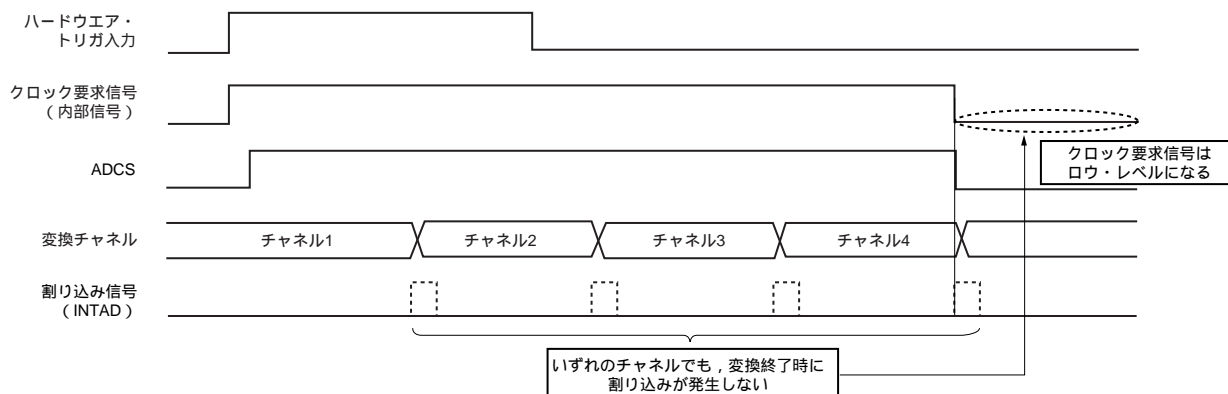 ハードウエア・
トリガ入力
クロック要求信号
（内部信号）
クロック要求信号は
ロウ・レベルになる
ADCS
変換チャネル
チャネル1
チャネル2
チャネル3
チャネル4
割り込み信号
（INTAD）
いずれのチャネルでも，変換終了時に
割り込みが発生しない